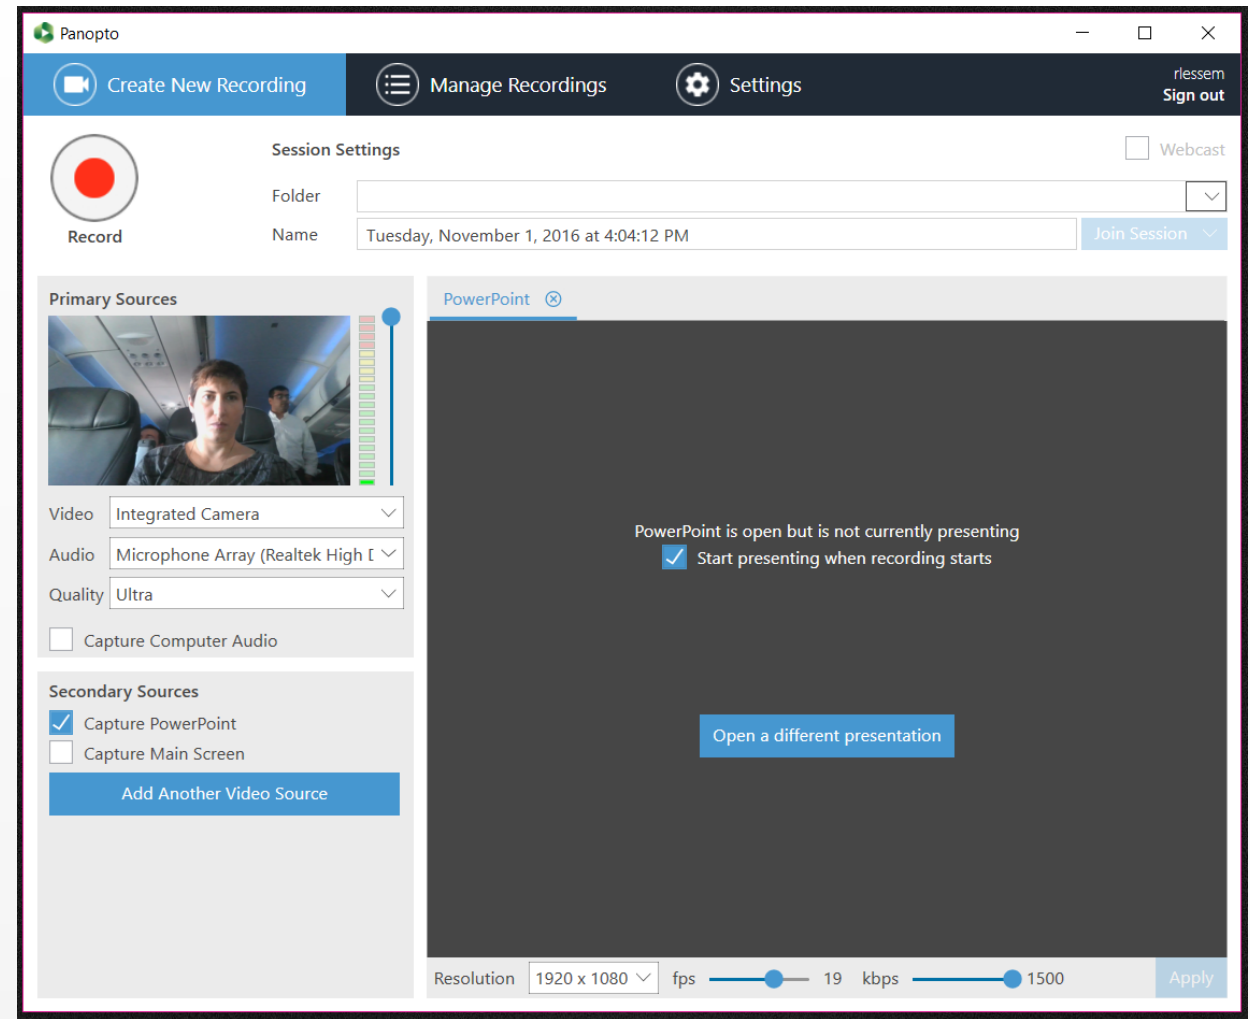 Panopto
Create New Recording
Manage Recordings
Settings
rlessem
Sign out
Record
Session Settings
Webcast
Folder
Name
Tuesday, November 1, 2016 at 4:04:12 PM
Join Session
Primary Sources
Video
Integrated Camera
Audio
Microphone Array (Realtek High D
Quality
Ultra
Capture Computer Audio
Secondary Sources
Capture PowerPoint
Capture Main Screen
Add Another Video Source
PowerPoint
PowerPoint is open but is not currently presenting
Start presenting when recording starts
Open a different presentation
Resolution
1920 x 1080
fps
19
kbps
1500
Apply